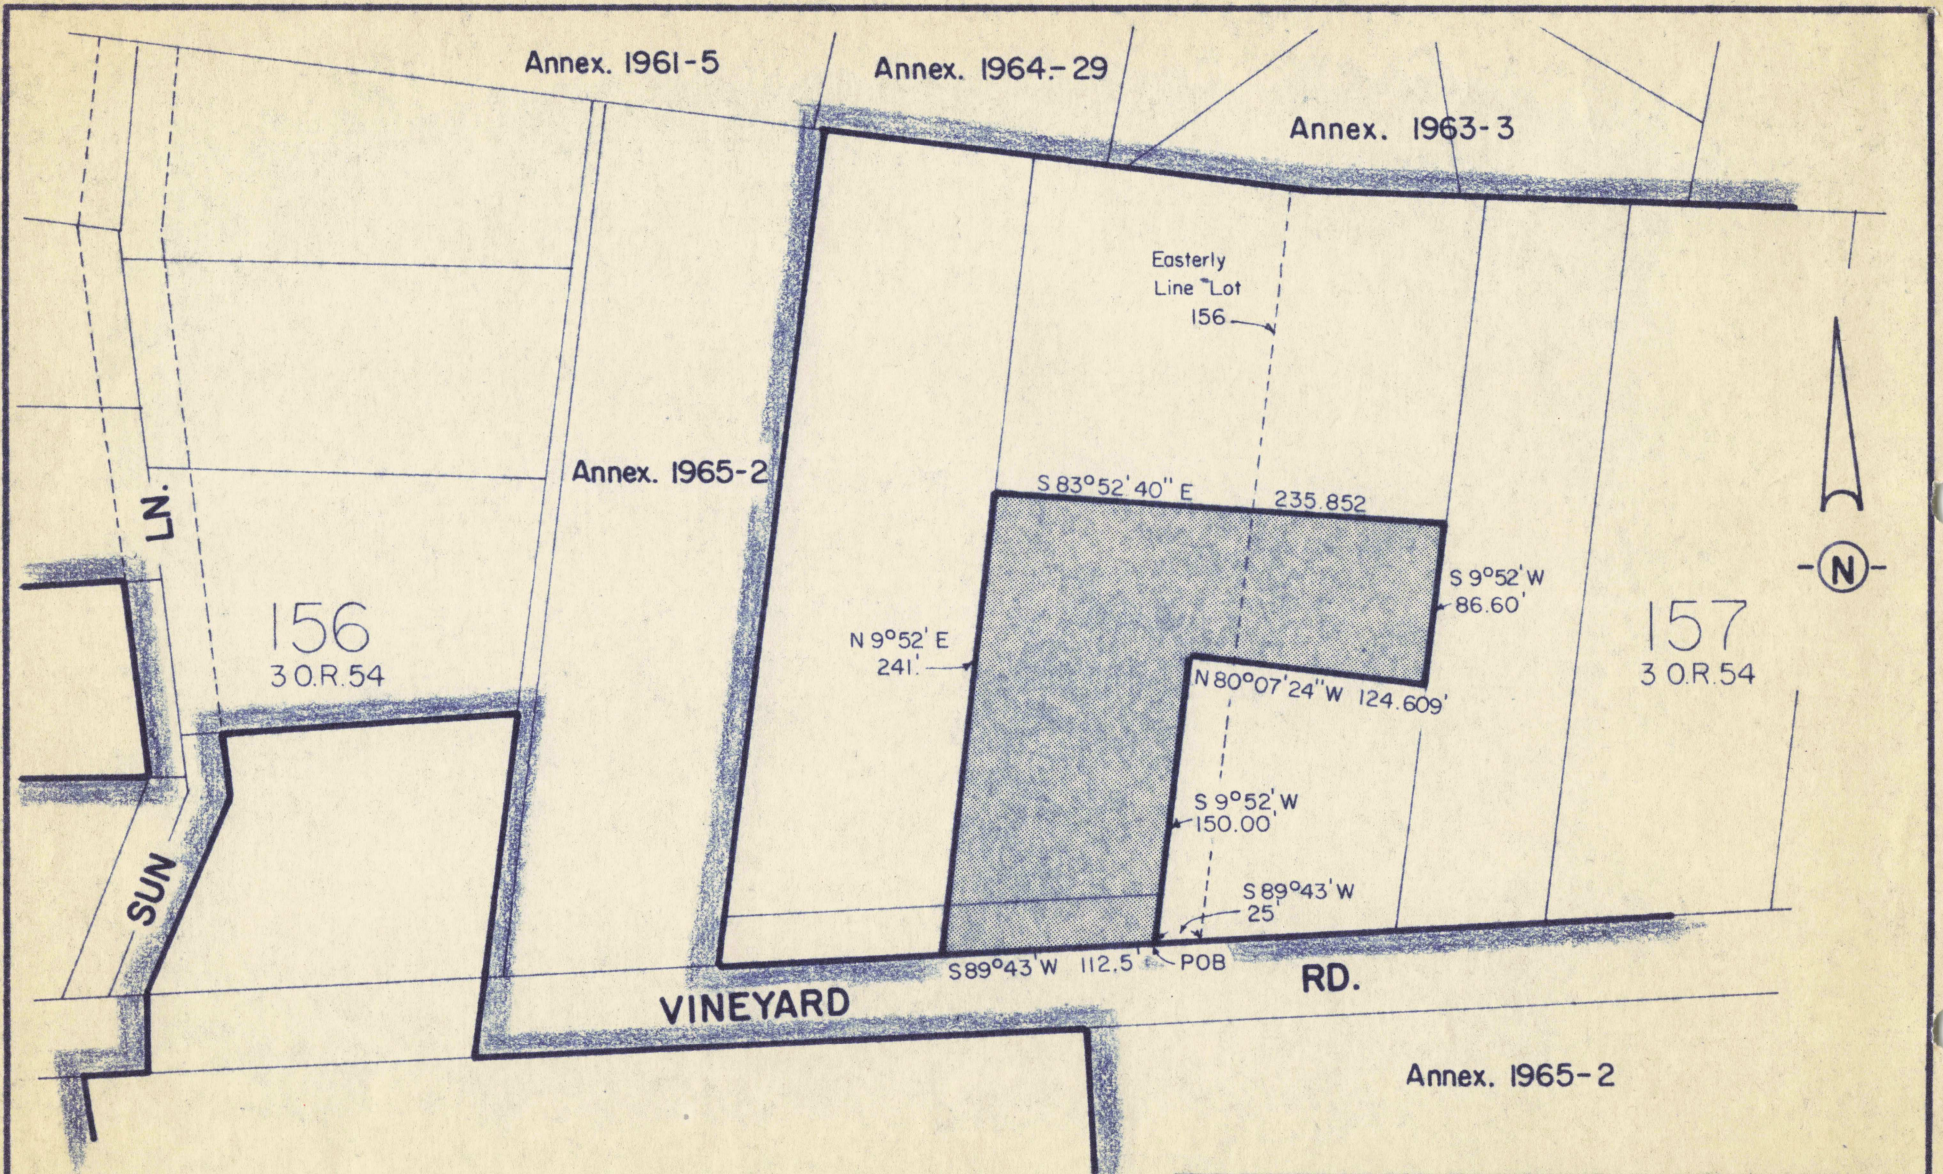 Annex. 1961-5
Annex. 1964-29
Annex. 1963-3
Easterly
Line Lot
156
Annex. 1965-2
S 83°52'40" E 235.852
LN.
S 9°52' W
86.60'
N
156
3 O.R. 54
N 9°52' E
241.'
157
3 O.R. 54
N 80°07'24" W 124.609'
S 9°52' W
150.00'
SUN
S 89°43' W
25'
S 89°43' W 112.5'
POB
VINEYARD RD.
Annex. 1965-2